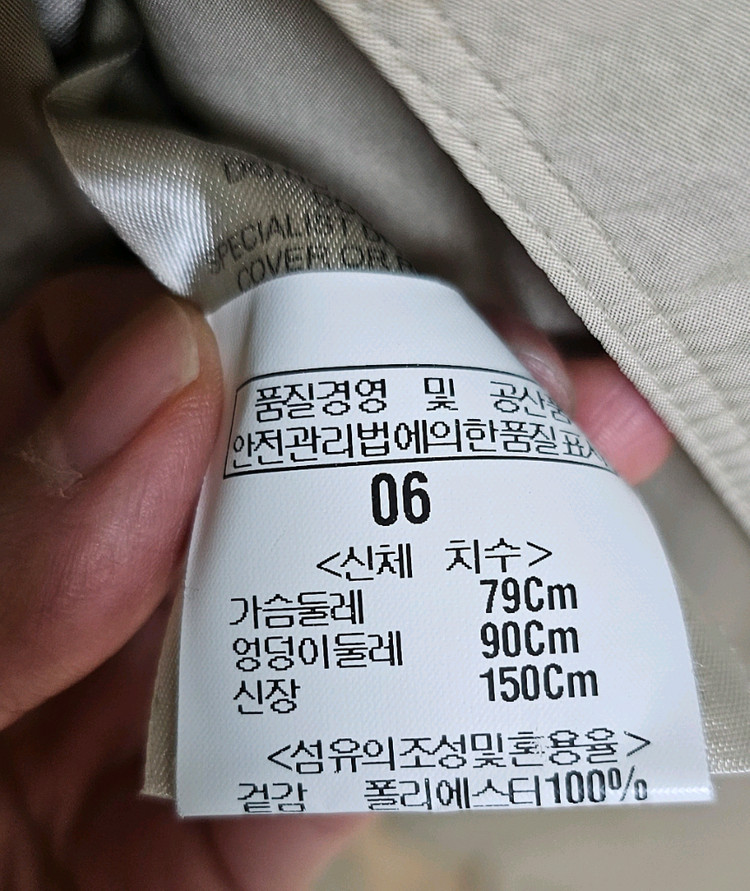 SPECIALIST
COVER OR
품질경영 및 공산품
안전관리법에의한품질표시
06
<신체 치수>
가슴둘레 79Cm
엉덩이둘레 90Cm
신장 150Cm
<섬유의조성및혼용율>
겉감 폴리에스터100%